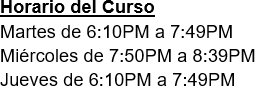 Horario del Curso
Martes de 6:10PM a 7:49PM
Miércoles de 7:50PM a 8:39PM
Jueves de 6:10PM a 7:49PM